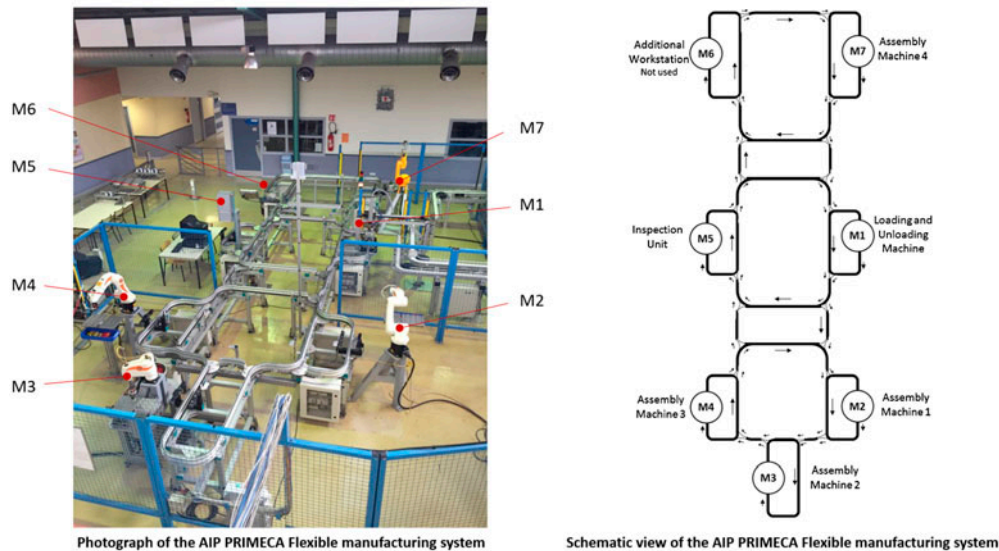 M6
M5
M4
M3
M7
M1
M2
Photograph of the AIP PRIMECA Flexible manufacturing system
Additional
Workstation
Not used
M6
M7
Assembly
Machine 4
Inspection
Unit
M5
M1
Loading and
Unloading
Machine
Assembly
Machine 3
M4
M2
Assembly
Machine 1
M3
Assembly
Machine 2
Schematic view of the AIP PRIMECA Flexible manufacturing system